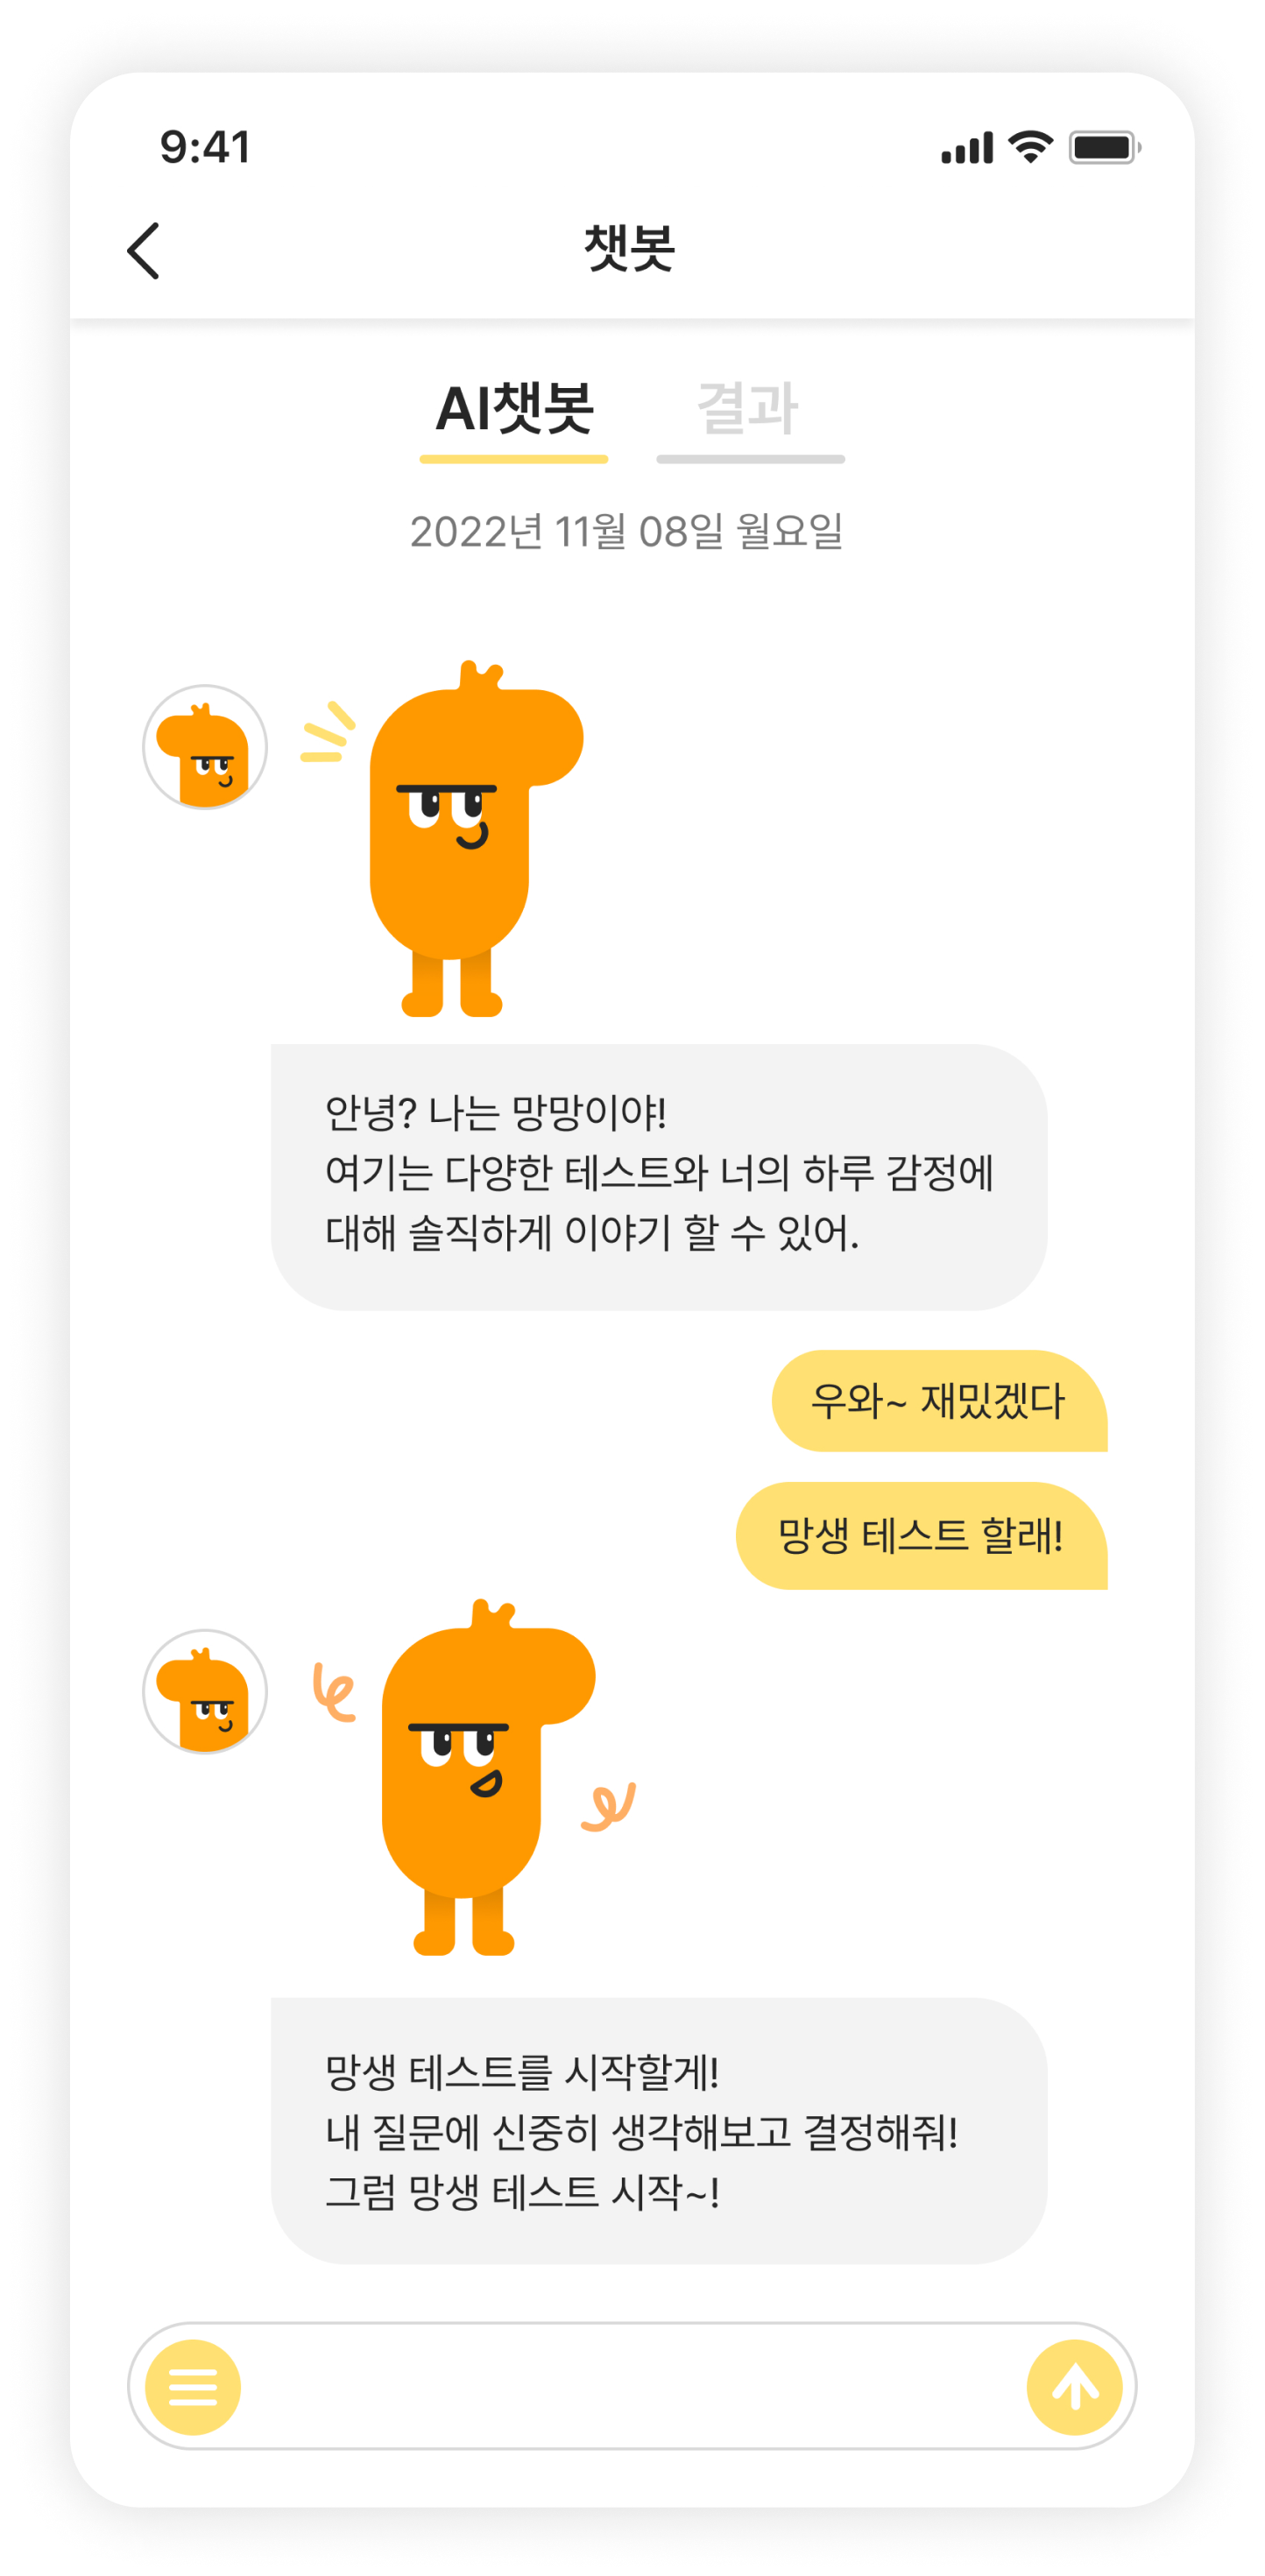 9:41
챗봇
AI챗봇 결과
2022년 11월 08일 월요일
안녕? 나는 망망이야!
여기는 다양한 테스트와 너의 하루 감정에
대해 솔직하게 이야기 할 수 있어.
우와~ 재밌겠다
망생 테스트 할래!
망생 테스트를 시작할게!
내 질문에 신중히 생각해보고 결정해줘!
그럼 망생 테스트 시작~!